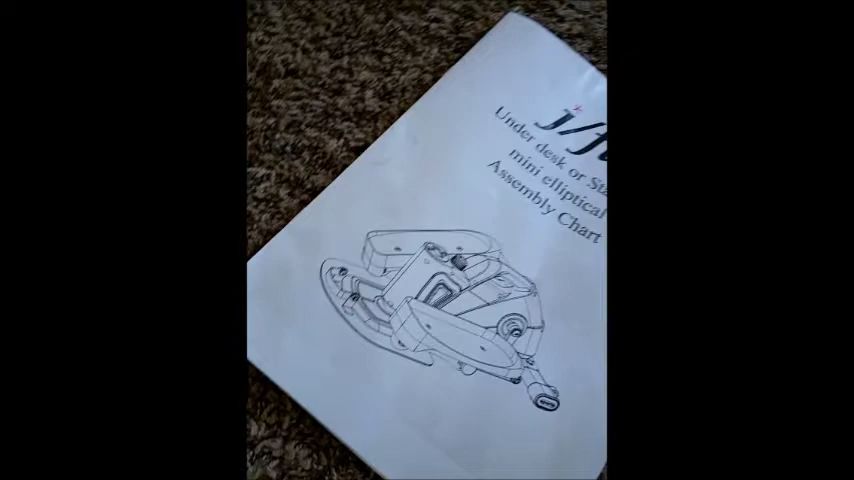 j/f
Under desk or Sta
mini elliptical
Assembly Chart